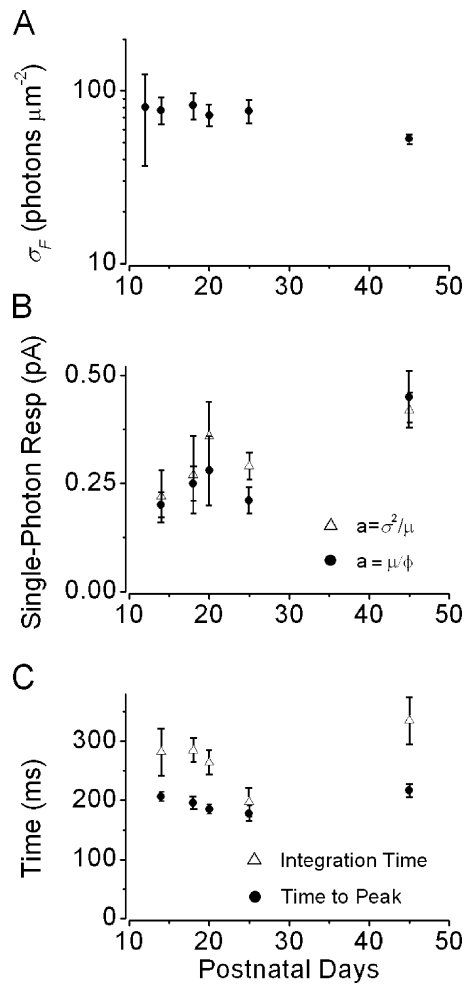 A
σF (photons μm-2)
100
10
10 20 30 40 50
B
Single-Photon Resp (pA)
0.50
0.25
0.00
△ a=σ²/μ
● a = μ/ϕ
10 20 30 40 50
C
Time (ms)
300
200
100
0
△ Integration Time
● Time to Peak
10 20 30 40 50
Postnatal Days